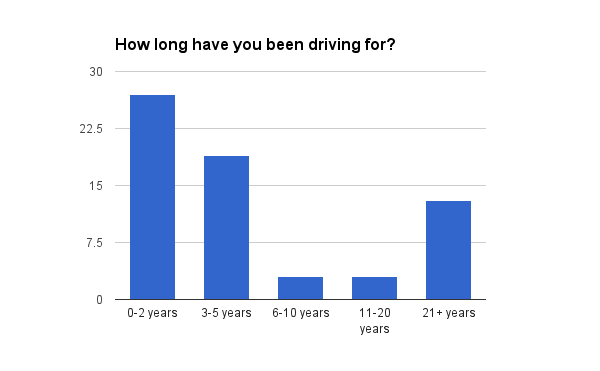 How long have you been driving for?
30
22.5
15
7.5
0
0-2 years
3-5 years
6-10 years
11-20
years
21+ years